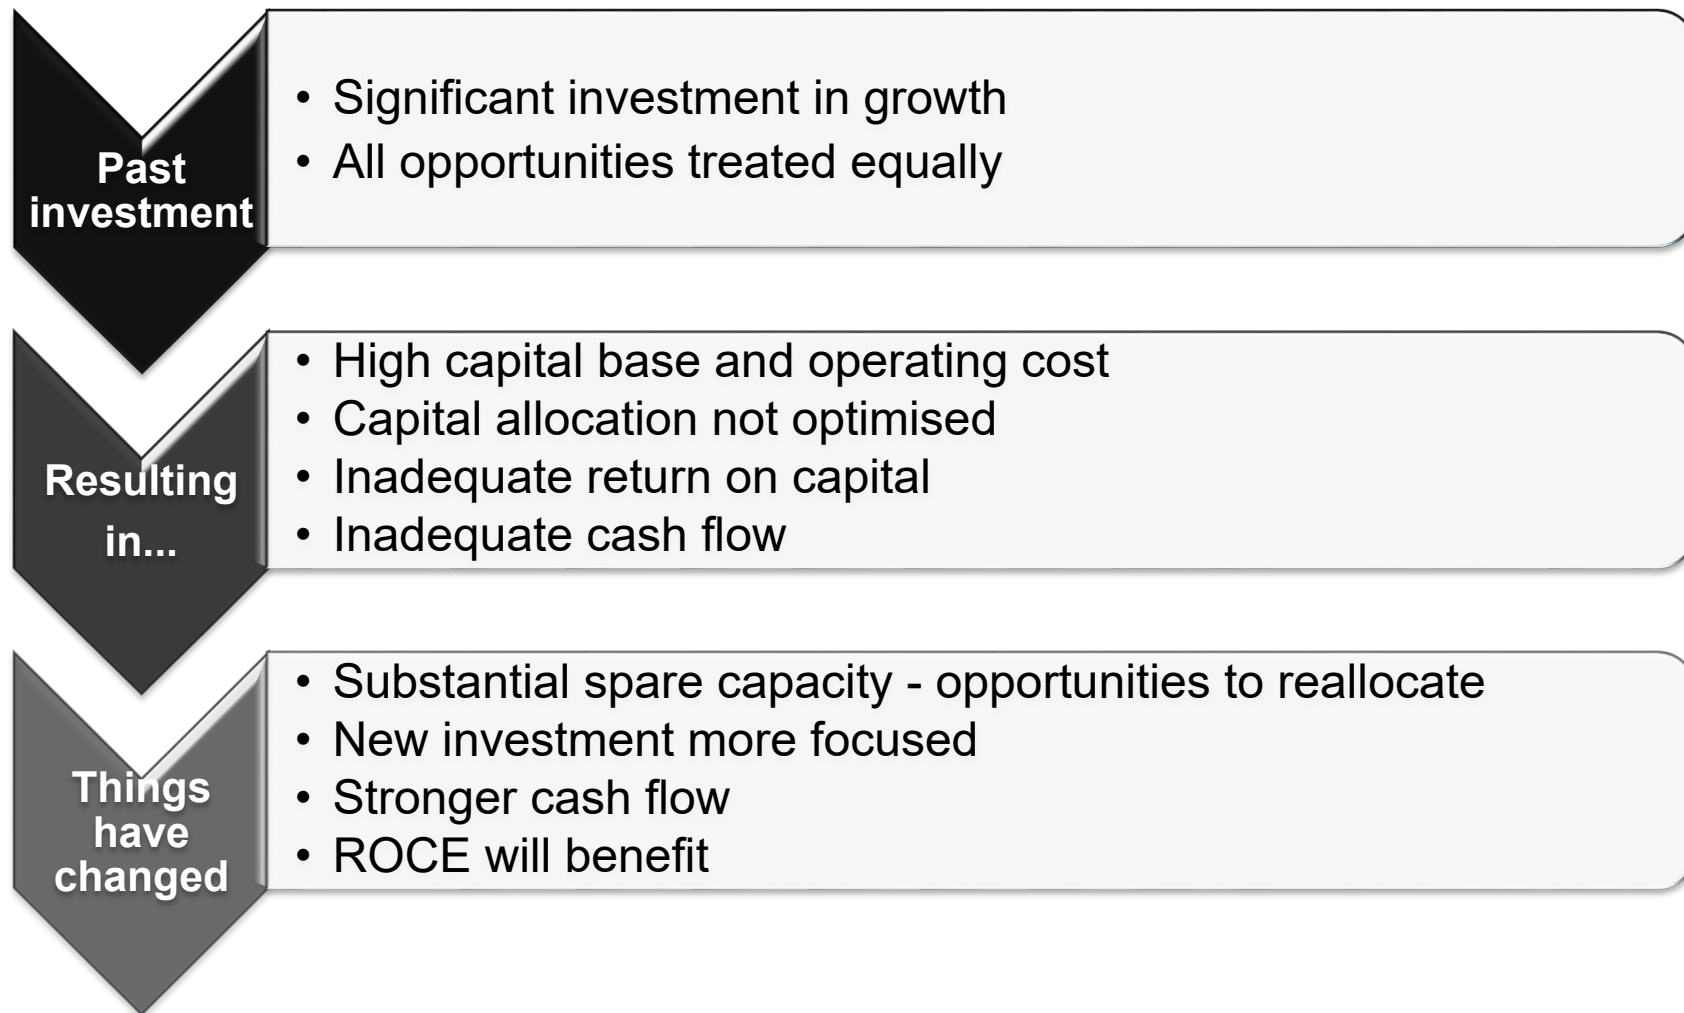 Past
investment
• Significant investment in growth
• All opportunities treated equally
Resulting
in...
• High capital base and operating cost
• Capital allocation not optimised
• Inadequate return on capital
• Inadequate cash flow
Things
have
changed
• Substantial spare capacity - opportunities to reallocate
• New investment more focused
• Stronger cash flow
• ROCE will benefit